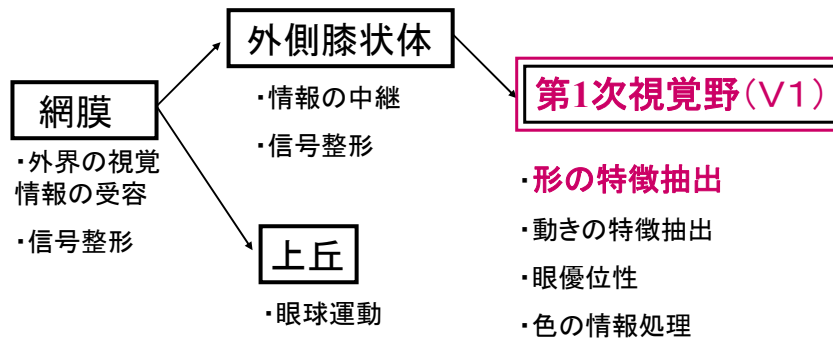 網膜
・外界の視覚
情報の受容
・信号整形
外側膝状体
・情報の中継
・信号整形
上丘
・眼球運動
第1次視覚野(V1)
・形の特徴抽出
・動きの特徴抽出
・眼優位性
・色の情報処理